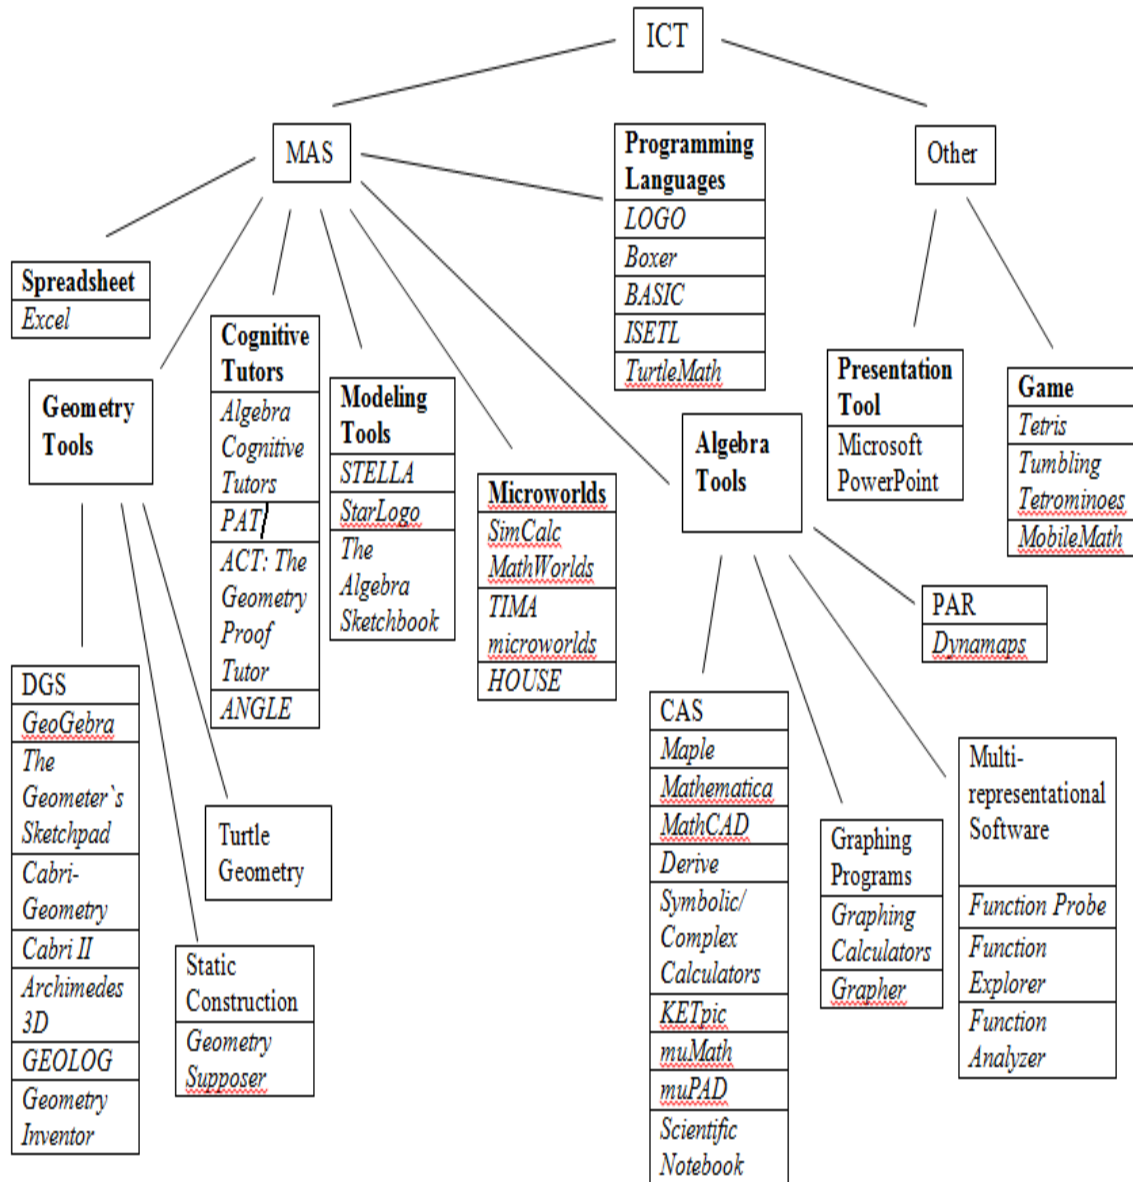 ICT
MAS
Other
Programming
Languages
LOGO
Boxer
BASIC
ISETL
TurtleMath
Spreadsheet
Excel
Geometry
Tools
Cognitive
Tutors
Algebra
Cognitive
Tutors
PAT
ACT: The
Geometry
Proof
Tutor
ANGLE
Modeling
Tools
STELLA
StarLogo
The
Algebra
Sketchbook
Microworlds
SimCalc
MathWorlds
TIMA
microworlds
HOUSE
Algebra
Tools
Presentation
Tool
Microsoft
PowerPoint
Game
Tetris
Tumbling
Tetrominoes
MobileMath
PAR
Dynamaps
DGS
GeoGebra
The
Geometer`s
Sketchpad
Cabri-
Geometry
Cabri II
Archimedes
3D
GEOLOG
Geometry
Inventor
Turtle
Geometry
Static
Construction
Geometry
Supposer
CAS
Maple
Mathematica
MathCAD
Derive
Symbolic/
Complex
Calculators
KETpic
muMath
muPAD
Scientific
Notebook
Graphing
Programs
Graphing
Calculators
Grapher
Multi-
representational
Software
Function Probe
Function
Explorer
Function
Analyzer